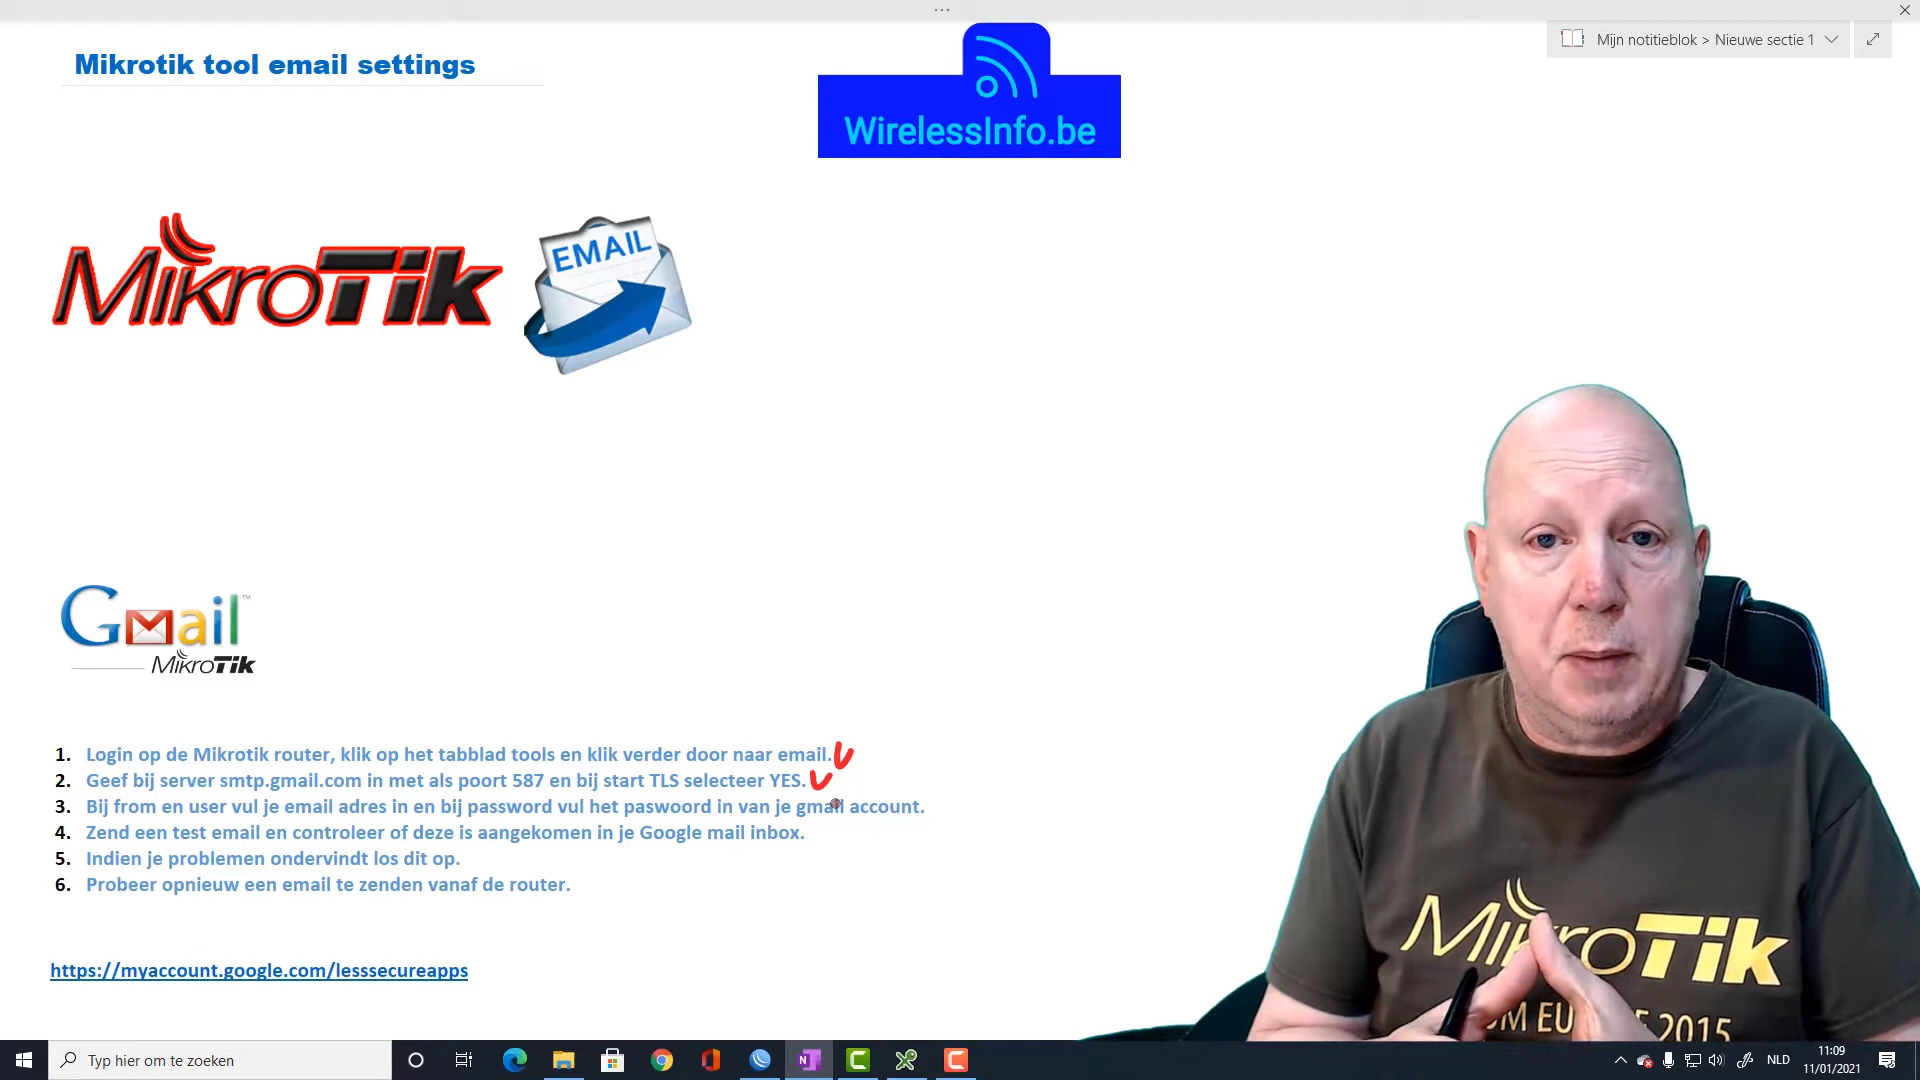 Mijn notitieblok > Nieuwe sectie 1
Mikrotik tool email settings
WirelessInfo.be
MikroTik
EMAIL
Gmail™
MikroTik
1. Login op de Mikrotik router, klik op het tabblad tools en klik verder door naar email.
2. Geef bij server smtp.gmail.com in met als poort 587 en bij start TLS selecteer YES.
3. Bij from en user vul je email adres in en bij password vul het paswoord in van je gmail account.
4. Zend een test email en controleer of deze is aangekomen in je Google mail inbox.
5. Indien je problemen ondervindt los dit op.
6. Probeer opnieuw een email te zenden vanaf de router.
https://myaccount.google.com/lesssecureapps
MikroTik
2015
Typ hier om te zoeken
NLD
11:09
11/01/2021